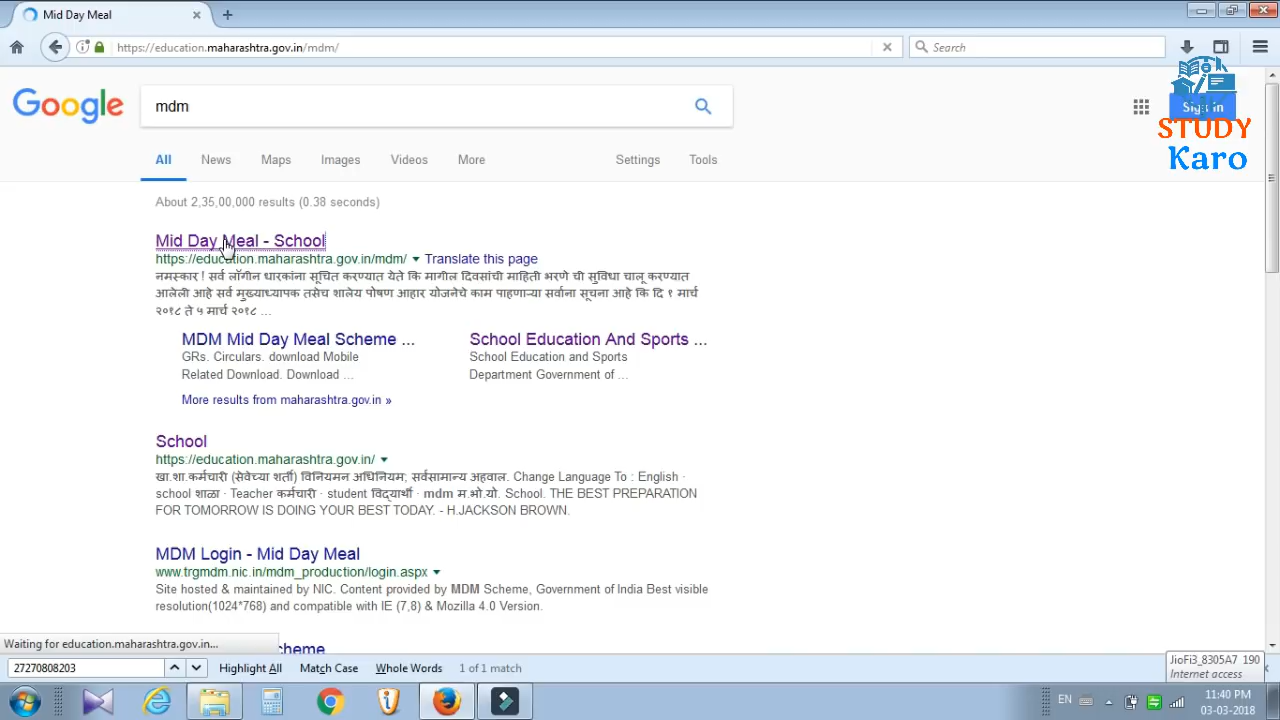 Mid Day Meal
https://education.maharashtra.gov.in/mdm/
Search
Google
mdm
Sign in
STUDY
Karo
All News Maps Images Videos More Settings Tools
About 2,35,00,000 results (0.38 seconds)
Mid Day Meal - School
https://education.maharashtra.gov.in/mdm/ Translate this page
नमस्कार ! सर्व लॉगीन धारकांना सूचित करण्यात येते कि मागील दिवसांची माहिती भरणे ची सुविधा चालू करण्यात
आलेली आहे सर्व मुख्याध्यापक तसेच शालेय पोषण आहार योजनेचे काम पाहणाऱ्या सर्वाना सूचना आहे कि दि १ मार्च
२०१८ ते ५ मार्च २०१८ ...
MDM Mid Day Meal Scheme ...
GRs. Circulars. download Mobile
Related Download. Download ...
School Education And Sports ...
School Education and Sports
Department Government of ...
More results from maharashtra.gov.in »
School
https://education.maharashtra.gov.in/
खा.शा.कर्मचारी (सेवेच्या शर्ती) विनियमन अधिनियम; सर्वसामान्य अहवाल. Change Language To : English ·
school शाळा · Teacher कर्मचारी · student विद्यार्थी · mdm म.भो.यो. School. THE BEST PREPARATION
FOR TOMORROW IS DOING YOUR BEST TODAY. - H.JACKSON BROWN.
MDM Login - Mid Day Meal
www.trgmdm.nic.in/mdm_production/login.aspx
Site hosted & maintained by NIC. Content provided by MDM Scheme, Government of India Best visible
resolution(1024*768) and compatible with IE (7,8) & Mozilla 4.0 Version.
Waiting for education.maharashtra.gov.in...
27270808203 Highlight All Match Case Whole Words 1 of 1 match
JioFi3_8305A7 190
Internet access
EN
11:40 PM
03-03-2018